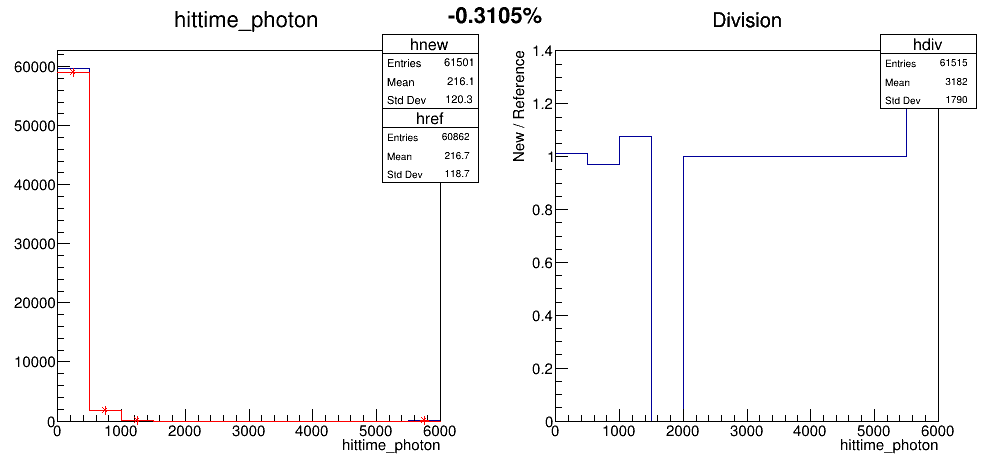 -0.3105%
hittime_photon
hnew
Entries 61501
Mean 216.1
Std Dev 120.3
href
Entries 60862
Mean 216.7
Std Dev 118.7
60000
50000
40000
30000
20000
10000
0
0 1000 2000 3000 4000 5000 6000
hittime_photon
Division
hdiv
Entries 61515
Mean 3182
Std Dev 1790
New / Reference
1.4
1.2
1
0.8
0.6
0.4
0.2
0
0 1000 2000 3000 4000 5000 6000
hittime_photon